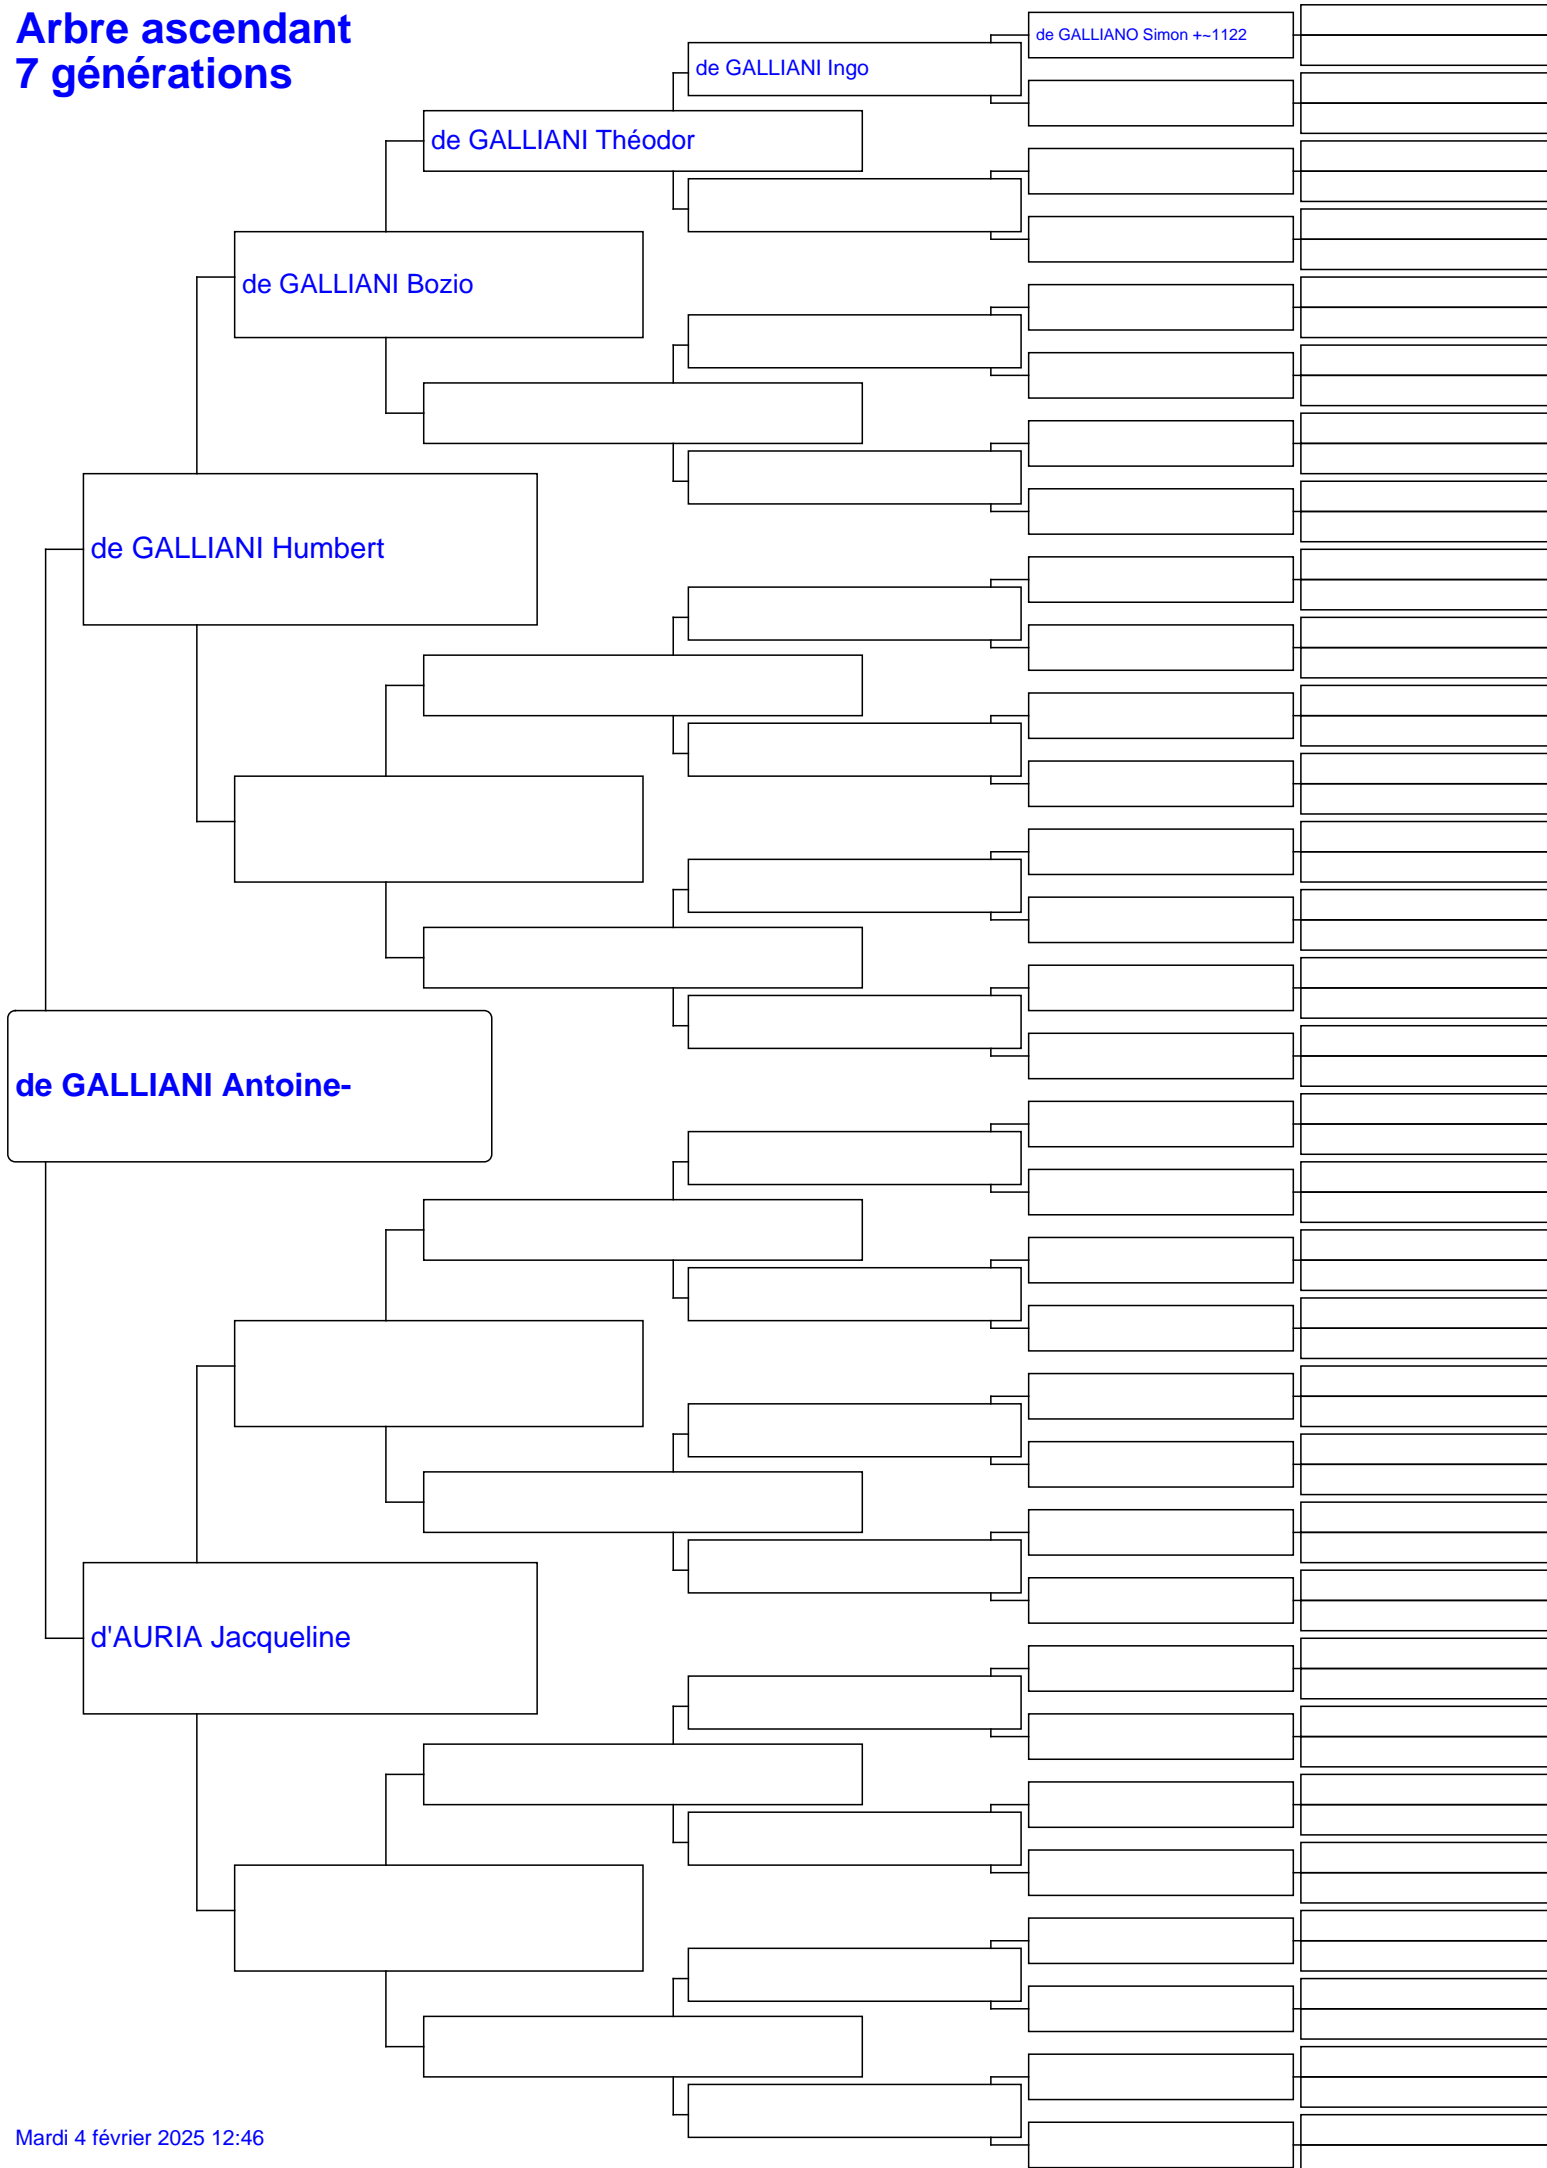 Arbre ascendant
7 générations
de GALLIANO Simon +~1122
de GALLIANI Ingo
de GALLIANI Théodor
de GALLIANI Bozio
de GALLIANI Humbert
de GALLIANI Antoine-
d'AURIA Jacqueline
Mardi 4 février 2025 12:46